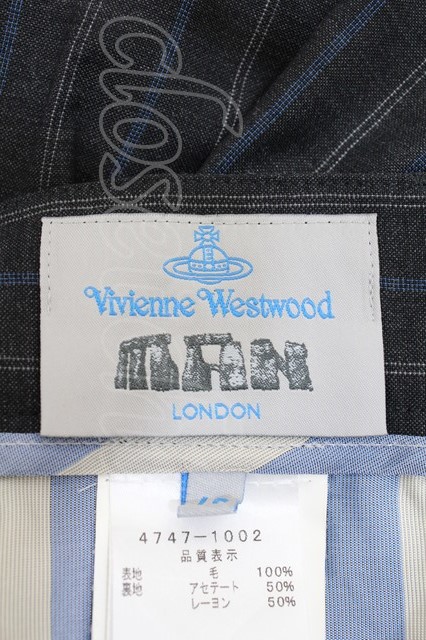 Vivienne Westwood
MAN
LONDON
4747-1002
品質表示
表地 毛 100%
裏地 アセテート 50%
レーヨン 50%